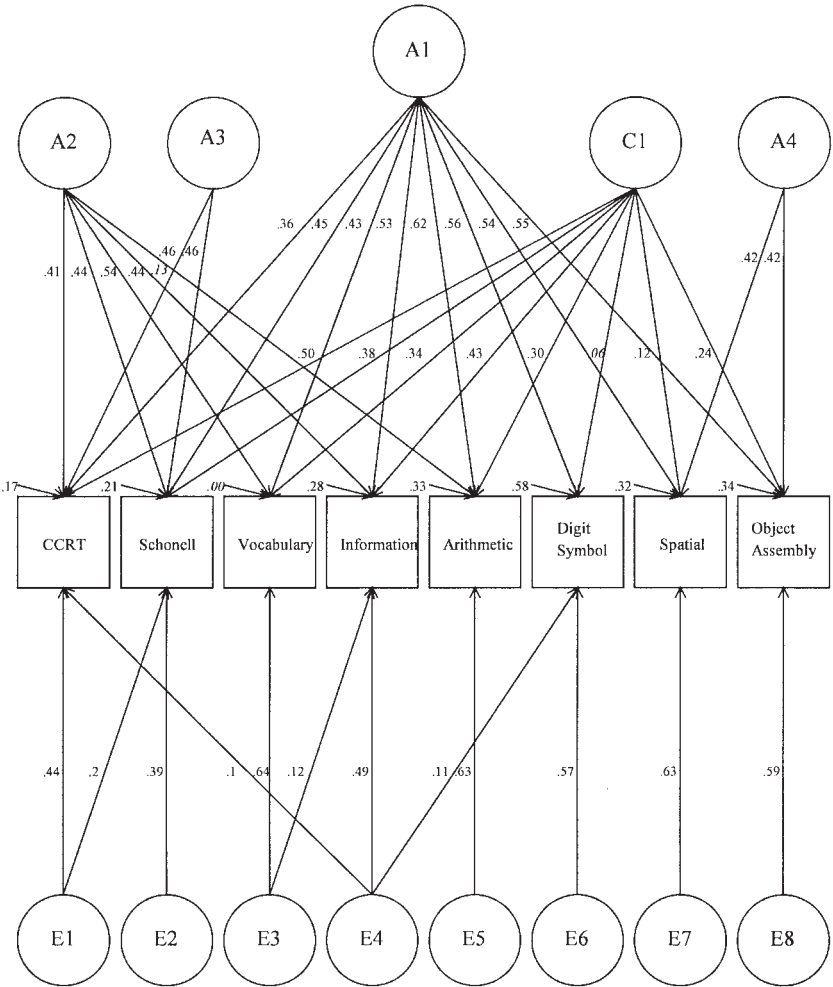 A1
A2
A3
C1
A4
.36
.45
.43
.53
.62
.56
.54
.55
.46
.46
.41
.44
.54
.44
.13
.42
.42
.50
.38
.34
.43
.30
.06
.12
.24
.17
.21
.00
.28
.33
.58
.32
.34
CCRT
Schonell
Vocabulary
Information
Arithmetic
Digit
Symbol
Spatial
Object
Assembly
.44
.2
.39
.1
.64
.12
.49
.11
.63
.57
.63
.59
E1
E2
E3
E4
E5
E6
E7
E8